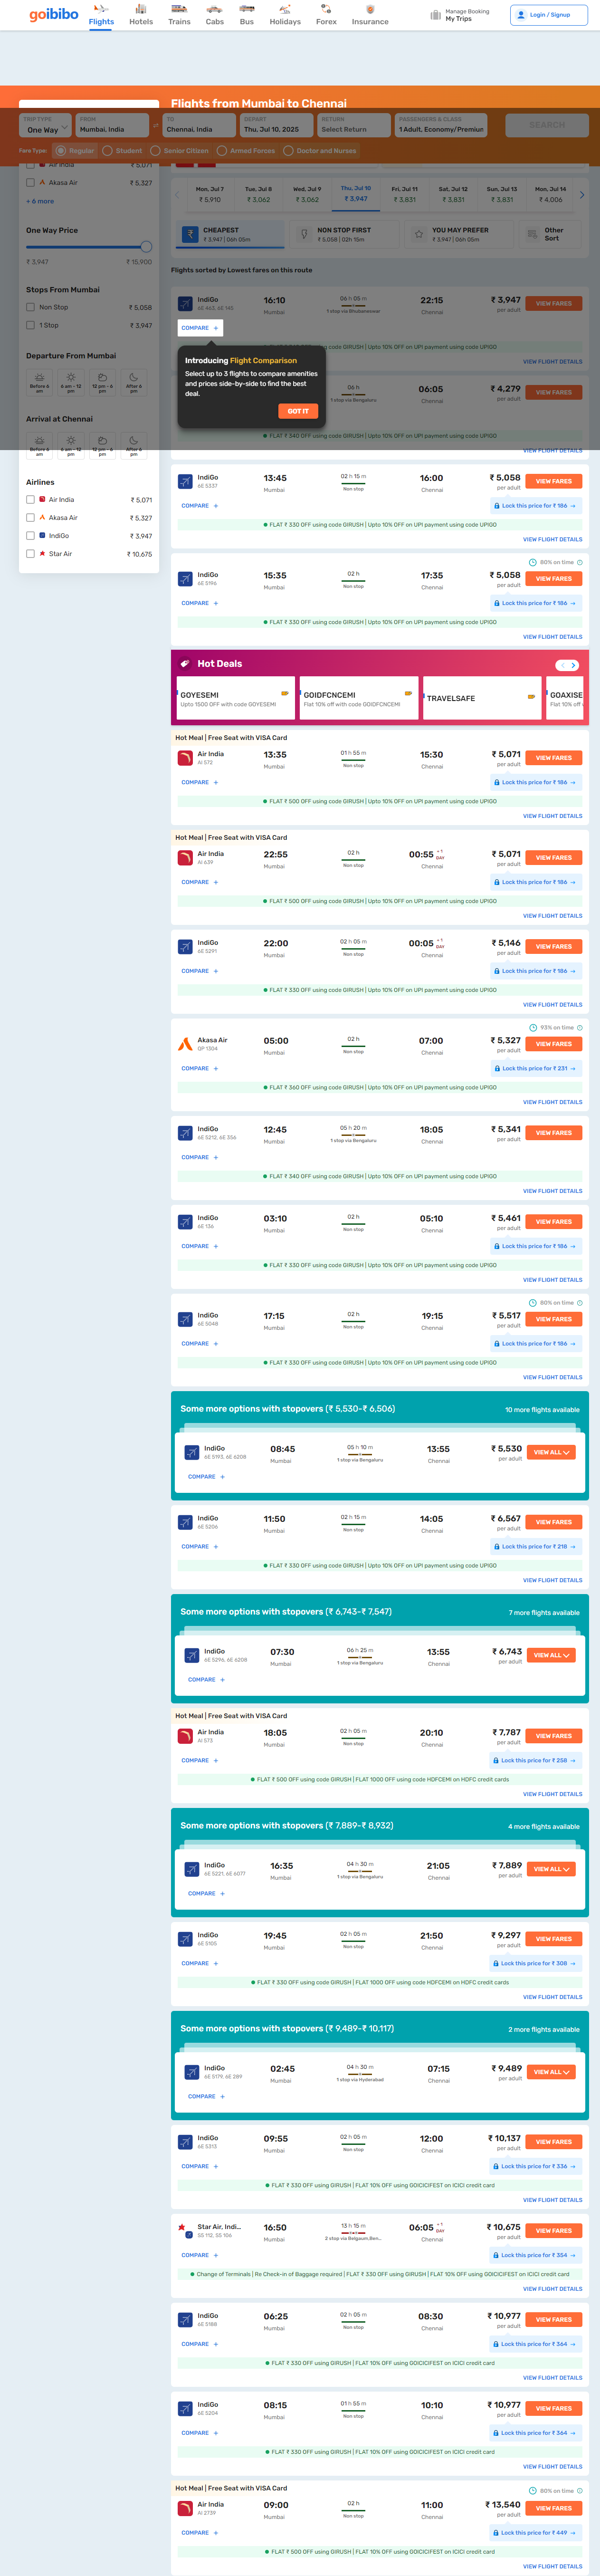 goibibo
Flights
Hotels
Trains
Cabs
Bus
Holidays
Forex
Insurance
Manage Booking
My Trips
Login / Signup
Flights from Mumbai to Chennai
TRIP TYPE
One Way
FROM
Mumbai, India
TO
Chennai, India
DEPART
Thu, Jul 10, 2025
RETURN
Select Return
PASSENGERS & CLASS
1 Adult, Economy/Premiun
SEARCH
Fare Type:
Regular
Student
Senior Citizen
Armed Forces
Doctor and Nurses
Air India ₹ 5,071
Akasa Air ₹ 5,327
+ 6 more
One Way Price
₹ 3,947 ₹ 15,900
Stops From Mumbai
Non Stop ₹ 5,058
1 Stop ₹ 3,947
Departure From Mumbai
Before 6 am
6 am - 12 pm
12 pm - 6 pm
After 6 pm
Arrival at Chennai
Before 6 am
6 am - 12 pm
12 pm - 6 pm
After 6 pm
Airlines
Air India ₹ 5,071
Akasa Air ₹ 5,327
IndiGo ₹ 3,947
Star Air ₹ 10,675
Mon, Jul 7
₹ 5,910
Tue, Jul 8
₹ 3,062
Wed, Jul 9
₹ 3,062
Thu, Jul 10
₹ 3,947
Fri, Jul 11
₹ 3,831
Sat, Jul 12
₹ 3,831
Sun, Jul 13
₹ 3,831
Mon, Jul 14
₹ 4,006
CHEAPEST
₹ 3,947 | 06h 05m
NON STOP FIRST
₹ 5,058 | 02h 15m
YOU MAY PREFER
₹ 3,947 | 06h 05m
Other
Sort
Flights sorted by Lowest fares on this route
IndiGo 16:10 06 h 05 m 22:15 ₹ 3,947 VIEW FARES
6E 463, 6E 145 Mumbai 1 stop via Bhubaneswar Chennai per adult
COMPARE +
Upto 10% OFF on UPI payment using code UPIGO
VIEW FLIGHT DETAILS
Introducing Flight Comparison
Select up to 3 flights to compare amenities
and prices side-by-side to find the best
deal.
GOT IT
06 h 06:05 ₹ 4,279 VIEW FARES
1 stop via Bengaluru Chennai per adult
FLAT ₹ 340 OFF using code GIRUSH | Upto 10% OFF on UPI payment using code UPIGO
VIEW FLIGHT DETAILS
IndiGo 13:45 02 h 15 m 16:00 ₹ 5,058 VIEW FARES
6E 5337 Mumbai Non stop Chennai per adult
COMPARE + Lock this price for ₹ 186 →
FLAT ₹ 330 OFF using code GIRUSH | Upto 10% OFF on UPI payment using code UPIGO
VIEW FLIGHT DETAILS
80% on time
IndiGo 15:35 02 h 17:35 ₹ 5,058 VIEW FARES
6E 5196 Mumbai Non stop Chennai per adult
COMPARE + Lock this price for ₹ 186 →
FLAT ₹ 330 OFF using code GIRUSH | Upto 10% OFF on UPI payment using code UPIGO
VIEW FLIGHT DETAILS
Hot Deals
GOYESEMI
Upto 1500 OFF with code GOYESEMI
GOIDFCNCEMI
Flat 10% off with code GOIDFCNCEMI
TRAVELSAFE
GOAXISE
Flat 10% off
Hot Meal | Free Seat with VISA Card
Air India 13:35 01 h 55 m 15:30 ₹ 5,071 VIEW FARES
AI 572 Mumbai Non stop Chennai per adult
COMPARE + Lock this price for ₹ 186 →
FLAT ₹ 500 OFF using code GIRUSH | Upto 10% OFF on UPI payment using code UPIGO
VIEW FLIGHT DETAILS
Hot Meal | Free Seat with VISA Card
Air India 22:55 02 h 00:55 + 1 DAY ₹ 5,071 VIEW FARES
AI 639 Mumbai Non stop Chennai per adult
COMPARE + Lock this price for ₹ 186 →
FLAT ₹ 500 OFF using code GIRUSH | Upto 10% OFF on UPI payment using code UPIGO
VIEW FLIGHT DETAILS
IndiGo 22:00 02 h 05 m 00:05 + 1 DAY ₹ 5,146 VIEW FARES
6E 5291 Mumbai Non stop Chennai per adult
COMPARE + Lock this price for ₹ 186 →
FLAT ₹ 330 OFF using code GIRUSH | Upto 10% OFF on UPI payment using code UPIGO
VIEW FLIGHT DETAILS
93% on time
Akasa Air 05:00 02 h 07:00 ₹ 5,327 VIEW FARES
QP 1304 Mumbai Non stop Chennai per adult
COMPARE + Lock this price for ₹ 231 →
FLAT ₹ 360 OFF using code GIRUSH | Upto 10% OFF on UPI payment using code UPIGO
VIEW FLIGHT DETAILS
IndiGo 12:45 05 h 20 m 18:05 ₹ 5,341 VIEW FARES
6E 5212, 6E 356 Mumbai 1 stop via Bengaluru Chennai per adult
COMPARE +
FLAT ₹ 340 OFF using code GIRUSH | Upto 10% OFF on UPI payment using code UPIGO
VIEW FLIGHT DETAILS
IndiGo 03:10 02 h 05:10 ₹ 5,461 VIEW FARES
6E 136 Mumbai Non stop Chennai per adult
COMPARE + Lock this price for ₹ 186 →
FLAT ₹ 330 OFF using code GIRUSH | Upto 10% OFF on UPI payment using code UPIGO
VIEW FLIGHT DETAILS
80% on time
IndiGo 17:15 02 h 19:15 ₹ 5,517 VIEW FARES
6E 5048 Mumbai Non stop Chennai per adult
COMPARE + Lock this price for ₹ 186 →
FLAT ₹ 330 OFF using code GIRUSH | Upto 10% OFF on UPI payment using code UPIGO
VIEW FLIGHT DETAILS
Some more options with stopovers (₹ 5,530-₹ 6,506) 10 more flights available
IndiGo 08:45 05 h 10 m 13:55 ₹ 5,530 VIEW ALL
6E 5193, 6E 6208 Mumbai 1 stop via Bengaluru Chennai per adult
COMPARE +
IndiGo 11:50 02 h 15 m 14:05 ₹ 6,567 VIEW FARES
6E 5206 Mumbai Non stop Chennai per adult
COMPARE + Lock this price for ₹ 218 →
FLAT ₹ 330 OFF using code GIRUSH | Upto 10% OFF on UPI payment using code UPIGO
VIEW FLIGHT DETAILS
Some more options with stopovers (₹ 6,743-₹ 7,547) 7 more flights available
IndiGo 07:30 06 h 25 m 13:55 ₹ 6,743 VIEW ALL
6E 5296, 6E 6208 Mumbai 1 stop via Bengaluru Chennai per adult
COMPARE +
Hot Meal | Free Seat with VISA Card
Air India 18:05 02 h 05 m 20:10 ₹ 7,787 VIEW FARES
AI 573 Mumbai Non stop Chennai per adult
COMPARE + Lock this price for ₹ 258 →
FLAT ₹ 500 OFF using code GIRUSH | FLAT 1000 OFF using code HDFCEMI on HDFC credit cards
VIEW FLIGHT DETAILS
Some more options with stopovers (₹ 7,889-₹ 8,932) 4 more flights available
IndiGo 16:35 04 h 30 m 21:05 ₹ 7,889 VIEW ALL
6E 5221, 6E 6077 Mumbai 1 stop via Bengaluru Chennai per adult
COMPARE +
IndiGo 19:45 02 h 05 m 21:50 ₹ 9,297 VIEW FARES
6E 5105 Mumbai Non stop Chennai per adult
COMPARE + Lock this price for ₹ 308 →
FLAT ₹ 330 OFF using code GIRUSH | FLAT 1000 OFF using code HDFCEMI on HDFC credit cards
VIEW FLIGHT DETAILS
Some more options with stopovers (₹ 9,489-₹ 10,117) 2 more flights available
IndiGo 02:45 04 h 30 m 07:15 ₹ 9,489 VIEW ALL
6E 5179, 6E 289 Mumbai 1 stop via Hyderabad Chennai per adult
COMPARE +
IndiGo 09:55 02 h 05 m 12:00 ₹ 10,137 VIEW FARES
6E 5313 Mumbai Non stop Chennai per adult
COMPARE + Lock this price for ₹ 336 →
FLAT ₹ 330 OFF using GIRUSH | FLAT 10% OFF using GOICICIFEST on ICICI credit card
VIEW FLIGHT DETAILS
Star Air, Indi... 16:50 13 h 15 m 06:05 + 1 DAY ₹ 10,675 VIEW FARES
S5 112, S5 106 Mumbai 2 stop via Belgaum,Ben... Chennai per adult
COMPARE + Lock this price for ₹ 354 →
Change of Terminals | Re Check-in of Baggage required | FLAT ₹ 330 OFF using GIRUSH | FLAT 10% OFF using GOICICIFEST on ICICI credit card
VIEW FLIGHT DETAILS
IndiGo 06:25 02 h 05 m 08:30 ₹ 10,977 VIEW FARES
6E 5188 Mumbai Non stop Chennai per adult
COMPARE + Lock this price for ₹ 364 →
FLAT ₹ 330 OFF using GIRUSH | FLAT 10% OFF using GOICICIFEST on ICICI credit card
VIEW FLIGHT DETAILS
IndiGo 08:15 01 h 55 m 10:10 ₹ 10,977 VIEW FARES
6E 5204 Mumbai Non stop Chennai per adult
COMPARE + Lock this price for ₹ 364 →
FLAT ₹ 330 OFF using GIRUSH | FLAT 10% OFF using GOICICIFEST on ICICI credit card
VIEW FLIGHT DETAILS
Hot Meal | Free Seat with VISA Card
80% on time
Air India 09:00 02 h 11:00 ₹ 13,540 VIEW FARES
AI 2739 Mumbai Non stop Chennai per adult
COMPARE + Lock this price for ₹ 449 →
FLAT ₹ 500 OFF using GIRUSH | FLAT 10% OFF using GOICICIFEST on ICICI credit card
VIEW FLIGHT DETAILS